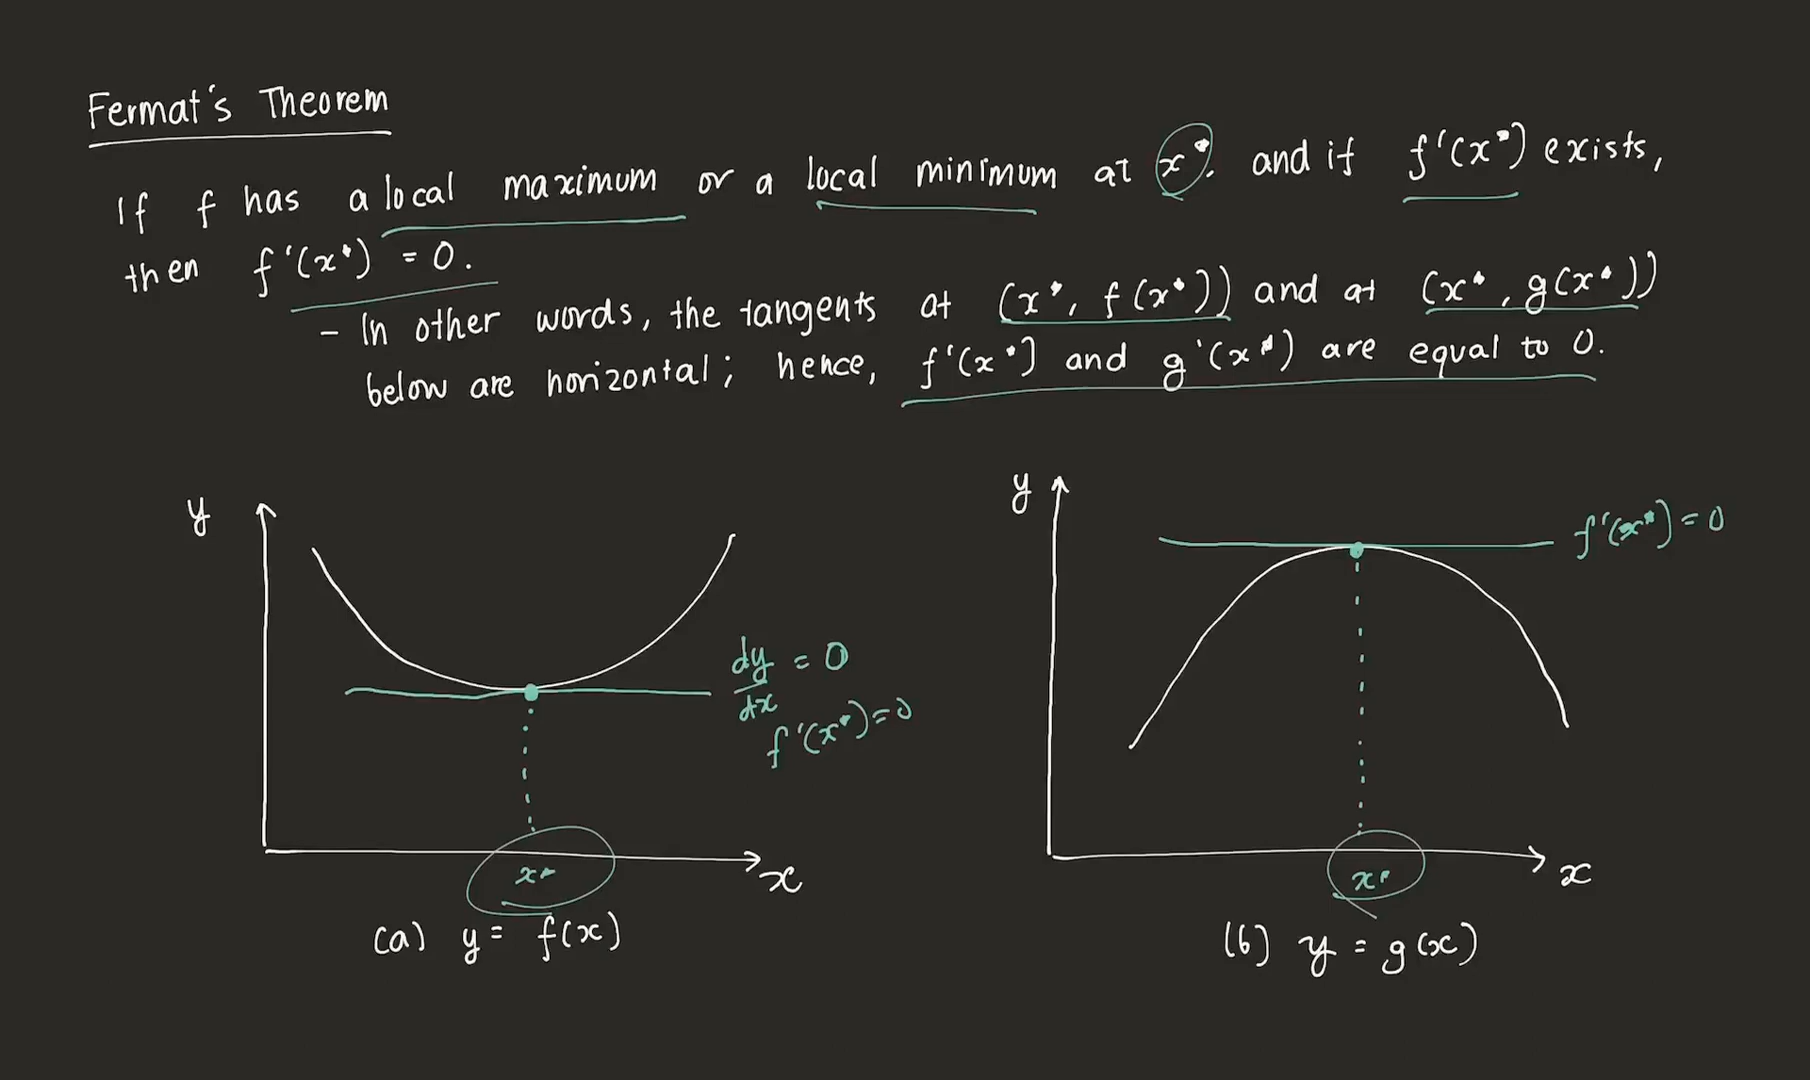 Fermat's Theorem
If f has a local maximum or a local minimum at x*, and if f'(x*) exists,
then f'(x*) = 0.
- In other words, the tangents at (x*, f(x*)) and at (x*, g(x*))
below are horizontal; hence, f'(x*) and g'(x*) are equal to 0.
y
y
f'(x*) = 0
dy/dx = 0
f'(x*) = 0
x*
x
x*
x
(a) y = f(x)
(b) y = g(x)